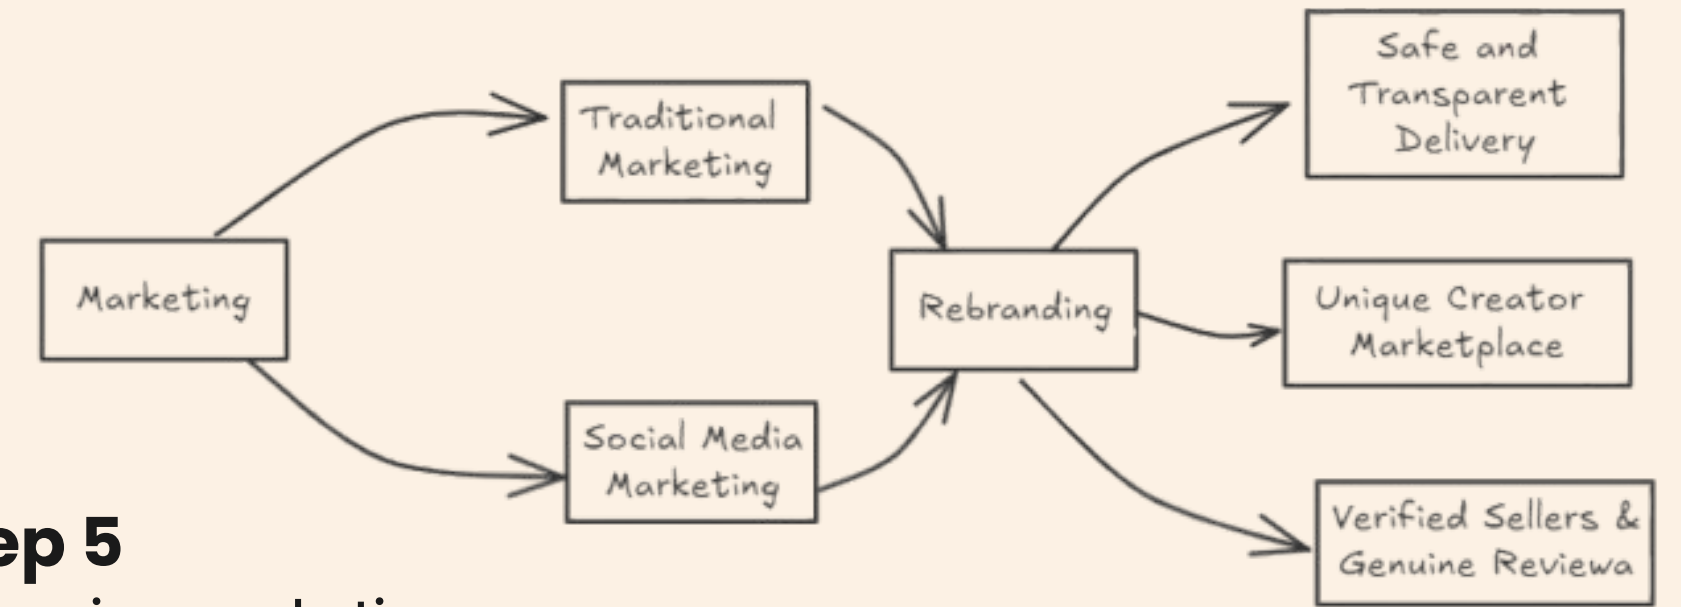 Safe and
Transparent
Delivery
Traditional
Marketing
Marketing
Rebranding
Unique Creator
Marketplace
Social Media
Marketing
Verified Sellers &
Genuine Reviewa
ep 5